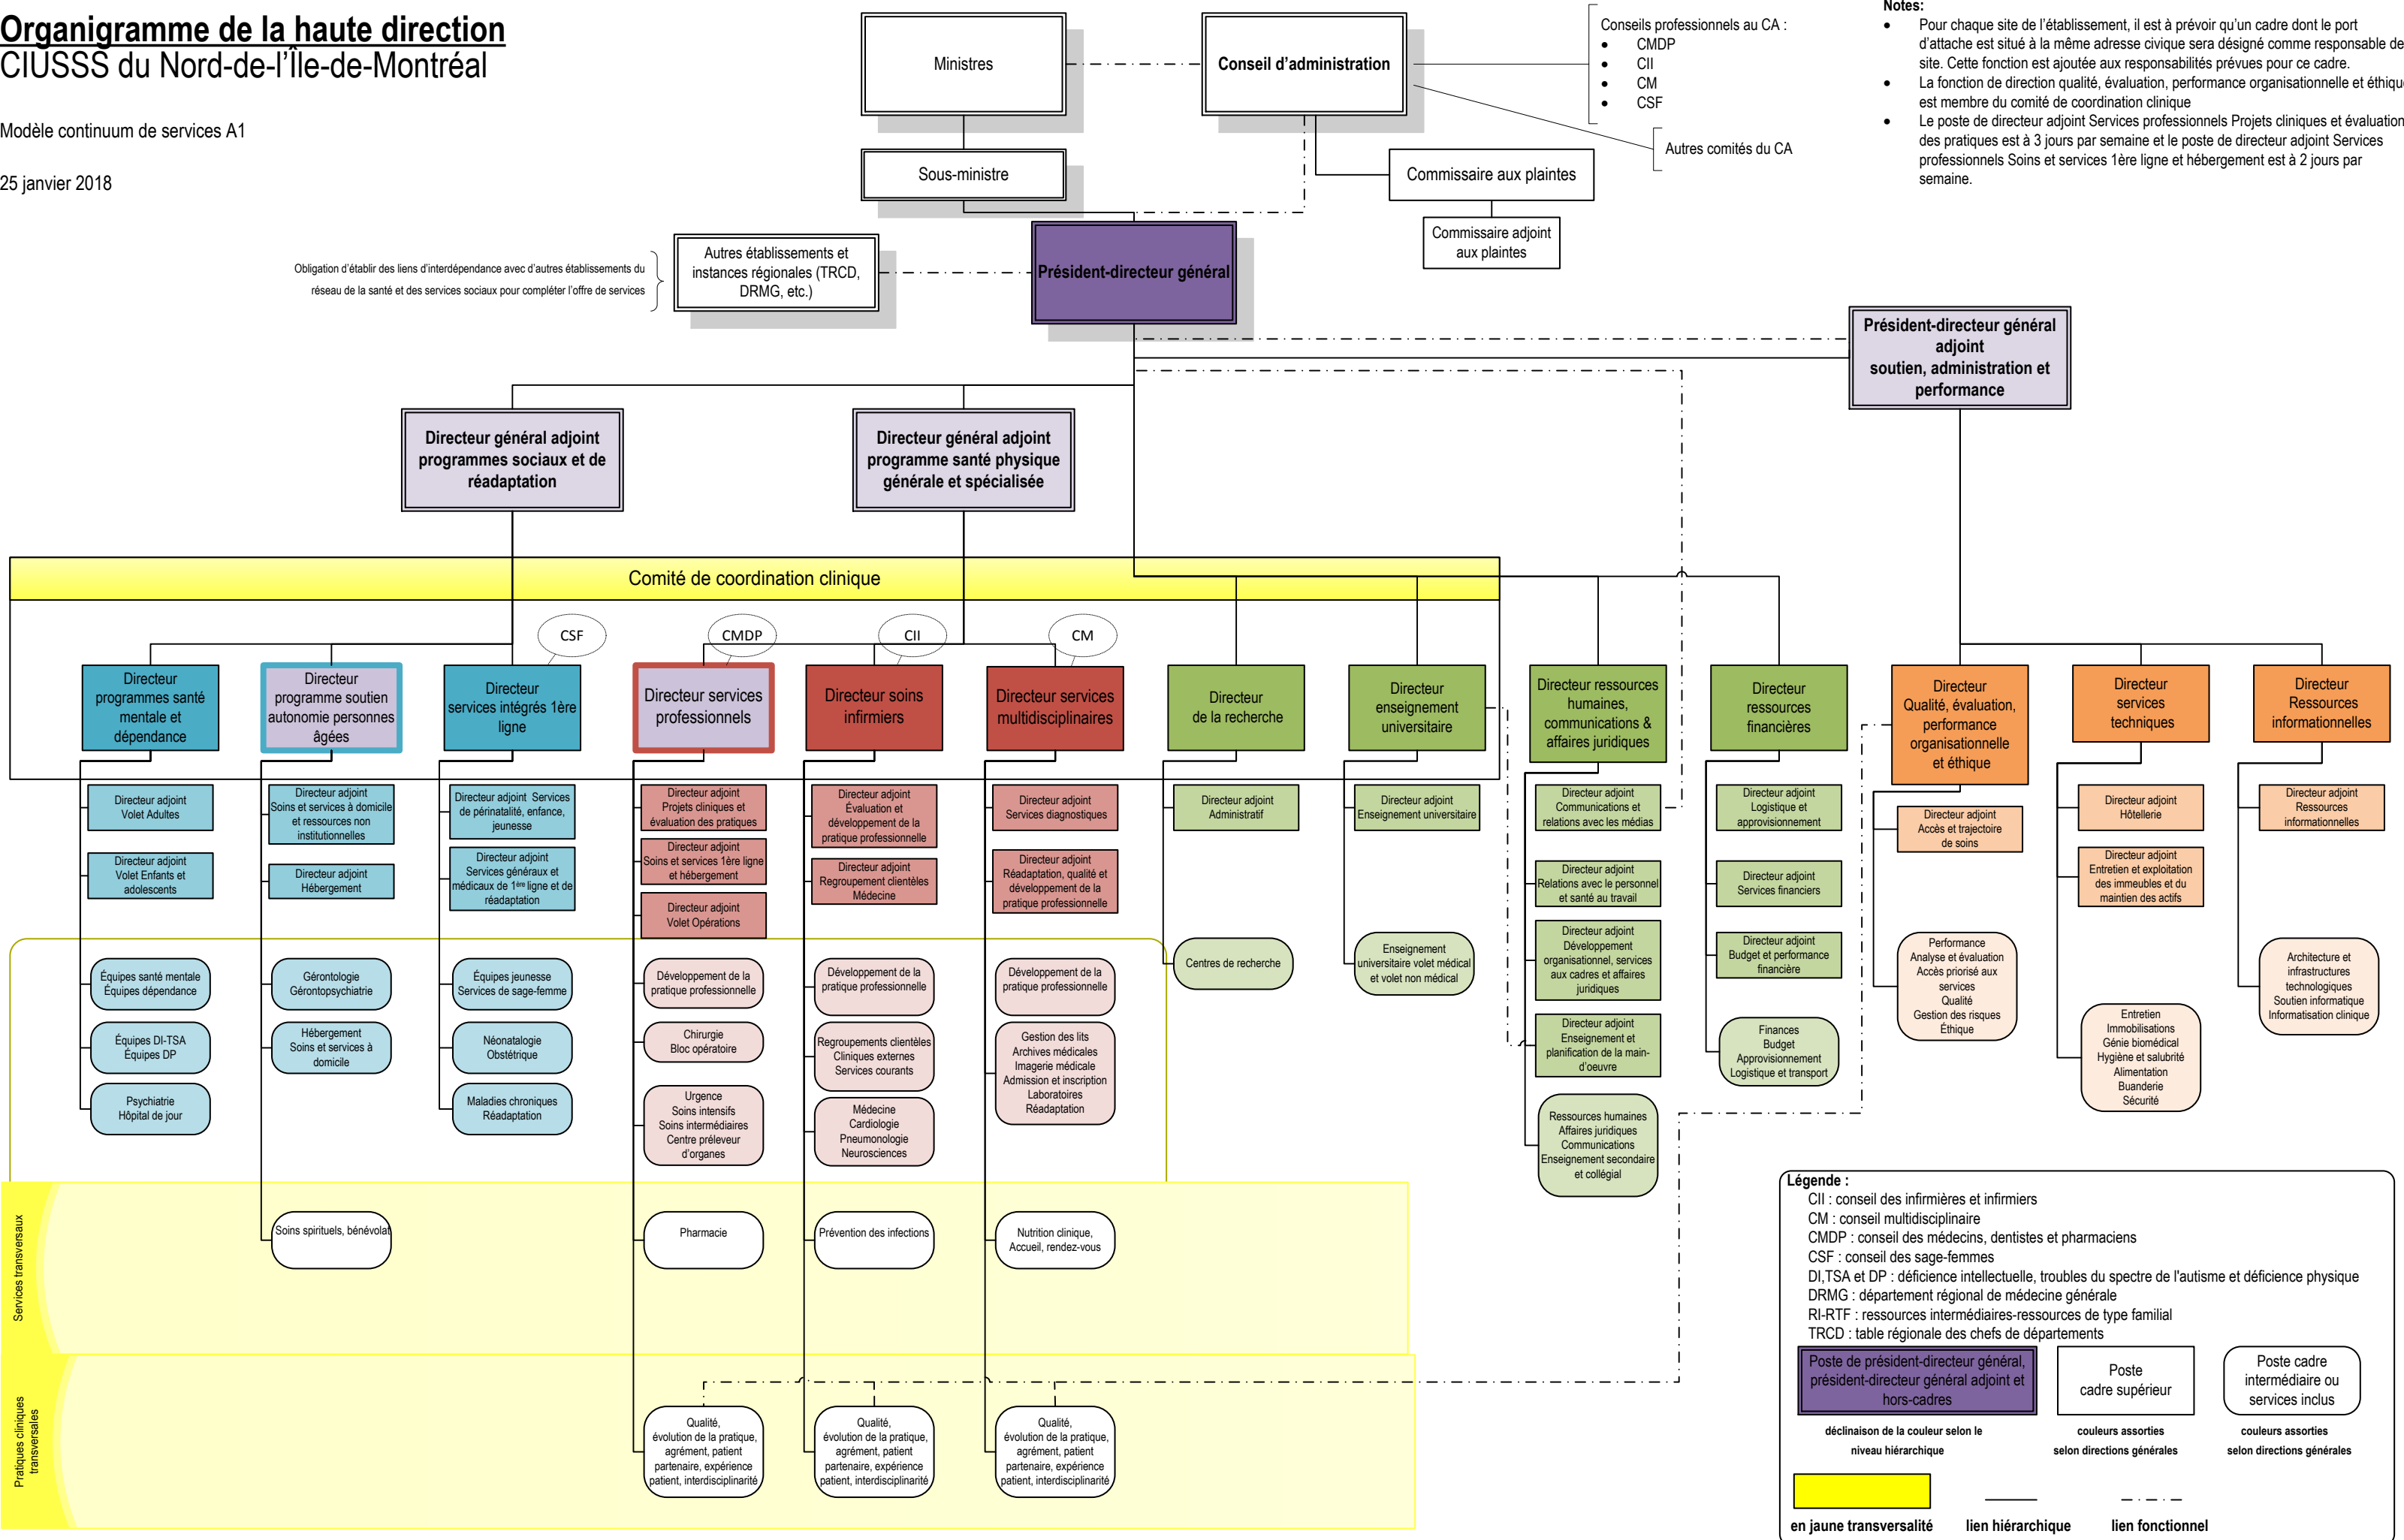 Organigramme de la haute direction
CIUSSS du Nord-de-l'Île-de-Montréal
Modèle continuum de services A1
25 janvier 2018
Ministres
Conseil d'administration
Conseils professionnels au CA :
• CMDP
• CII
• CM
• CSF
Autres comités du CA
Notes:
• Pour chaque site de l'établissement, il est à prévoir qu'un cadre dont le port
d'attache est situé à la même adresse civique sera désigné comme responsable de
site. Cette fonction est ajoutée aux responsabilités prévues pour ce cadre.
• La fonction de direction qualité, évaluation, performance organisationnelle et éthique
est membre du comité de coordination clinique
• Le poste de directeur adjoint Services professionnels Projets cliniques et évaluation
des pratiques est à 3 jours par semaine et le poste de directeur adjoint Services
professionnels Soins et services 1ère ligne et hébergement est à 2 jours par
semaine.
Sous-ministre
Commissaire aux plaintes
Commissaire adjoint
aux plaintes
Obligation d'établir des liens d'interdépendance avec d'autres établissements du
réseau de la santé et des services sociaux pour compléter l'offre de services
Autres établissements et
instances régionales (TRCD,
DRMG, etc.)
Président-directeur général
Président-directeur général
adjoint
soutien, administration et
performance
Directeur général adjoint
programmes sociaux et de
réadaptation
Directeur général adjoint
programme santé physique
générale et spécialisée
Comité de coordination clinique
CSF
CMDP
CII
CM
Directeur
programmes santé
mentale et
dépendance
Directeur
programme soutien
autonomie personnes
âgées
Directeur
services intégrés 1ère
ligne
Directeur services
professionnels
Directeur soins
infirmiers
Directeur services
multidisciplinaires
Directeur
de la recherche
Directeur
enseignement
universitaire
Directeur ressources
humaines,
communications &
affaires juridiques
Directeur
ressources
financières
Directeur
Qualité, évaluation,
performance
organisationnelle
et éthique
Directeur
services
techniques
Directeur
Ressources
informationnelles
Directeur adjoint
Volet Adultes
Directeur adjoint
Volet Enfants et
adolescents
Équipes santé mentale
Équipes dépendance
Équipes DI-TSA
Équipes DP
Psychiatrie
Hôpital de jour
Directeur adjoint
Soins et services à domicile
et ressources non
institutionnelles
Directeur adjoint
Hébergement
Gérontologie
Gérontopsychiatrie
Hébergement
Soins et services à
domicile
Directeur adjoint Services
de périnatalité, enfance,
jeunesse
Directeur adjoint
Services généraux et
médicaux de 1ère ligne et de
réadaptation
Équipes jeunesse
Services de sage-femme
Néonatalogie
Obstétrique
Maladies chroniques
Réadaptation
Directeur adjoint
Projets cliniques et
évaluation des pratiques
Directeur adjoint
Soins et services 1ère ligne
et hébergement
Directeur adjoint
Volet Opérations
Développement de la
pratique professionnelle
Chirurgie
Bloc opératoire
Urgence
Soins intensifs
Soins intermédiaires
Centre préleveur
d'organes
Directeur adjoint
Évaluation et
développement de la
pratique professionnelle
Directeur adjoint
Regroupement clientèles
Médecine
Développement de la
pratique professionnelle
Regroupements clientèles
Cliniques externes
Services courants
Médecine
Cardiologie
Pneumonologie
Neurosciences
Directeur adjoint
Services diagnostiques
Directeur adjoint
Réadaptation, qualité et
développement de la
pratique professionnelle
Développement de la
pratique professionnelle
Gestion des lits
Archives médicales
Imagerie médicale
Admission et inscription
Laboratoires
Réadaptation
Directeur adjoint
Administratif
Centres de recherche
Directeur adjoint
Enseignement universitaire
Enseignement
universitaire volet médical
et volet non médical
Directeur adjoint
Communications et
relations avec les médias
Directeur adjoint
Relations avec le personnel
et santé au travail
Directeur adjoint
Développement
organisationnel, services
aux cadres et affaires
juridiques
Directeur adjoint
Enseignement et
planification de la main-
d'oeuvre
Ressources humaines
Affaires juridiques
Communications
Enseignement secondaire
et collégial
Directeur adjoint
Logistique et
approvisionnement
Directeur adjoint
Services financiers
Directeur adjoint
Budget et performance
financière
Finances
Budget
Approvisionnement
Logistique et transport
Directeur adjoint
Accès et trajectoire
de soins
Performance
Analyse et évaluation
Accès priorisé aux
services
Qualité
Gestion des risques
Éthique
Directeur adjoint
Hôtellerie
Directeur adjoint
Entretien et exploitation
des immeubles et du
maintien des actifs
Entretien
Immobilisations
Génie biomédical
Hygiène et salubrité
Alimentation
Buanderie
Sécurité
Directeur adjoint
Ressources
informationnelles
Architecture et
infrastructures
technologiques
Soutien informatique
Informatisation clinique
Services transversaux
Soins spirituels, bénévolat
Pharmacie
Prévention des infections
Nutrition clinique,
Accueil, rendez-vous
Pratiques cliniques
transversales
Qualité,
évolution de la pratique,
agrément, patient
partenaire, expérience
patient, interdisciplinarité
Qualité,
évolution de la pratique,
agrément, patient
partenaire, expérience
patient, interdisciplinarité
Qualité,
évolution de la pratique,
agrément, patient
partenaire, expérience
patient, interdisciplinarité
Légende :
CII : conseil des infirmières et infirmiers
CM : conseil multidisciplinaire
CMDP : conseil des médecins, dentistes et pharmaciens
CSF : conseil des sage-femmes
DI,TSA et DP : déficience intellectuelle, troubles du spectre de l'autisme et déficience physique
DRMG : département régional de médecine générale
RI-RTF : ressources intermédiaires-ressources de type familial
TRCD : table régionale des chefs de départements
Poste de président-directeur général,
président-directeur général adjoint et
hors-cadres
Poste
cadre supérieur
Poste cadre
intermédiaire ou
services inclus
déclinaison de la couleur selon le
niveau hiérarchique
couleurs assorties
selon directions générales
couleurs assorties
selon directions générales
en jaune transversalité
lien hiérarchique
lien fonctionnel